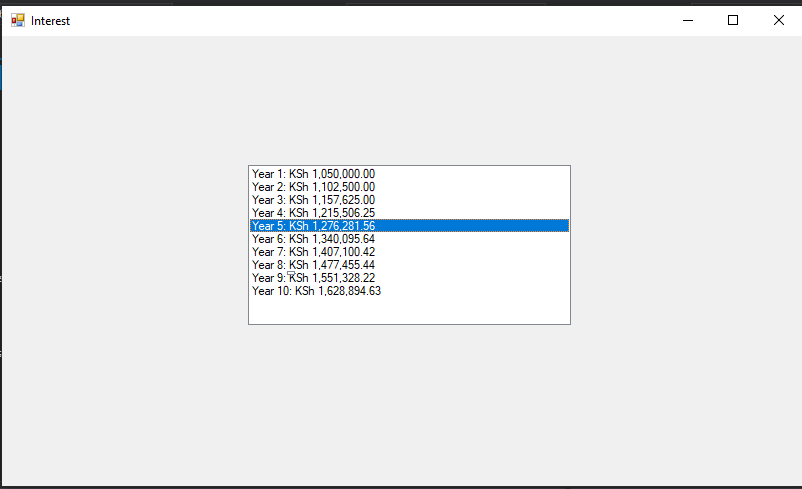 Interest
Year 1: KSh 1,050,000.00
Year 2: KSh 1,102,500.00
Year 3: KSh 1,157,625.00
Year 4: KSh 1,215,506.25
Year 5: KSh 1,276,281.56
Year 6: KSh 1,340,095.64
Year 7: KSh 1,407,100.42
Year 8: KSh 1,477,455.44
Year 9: KSh 1,551,328.22
Year 10: KSh 1,628,894.63